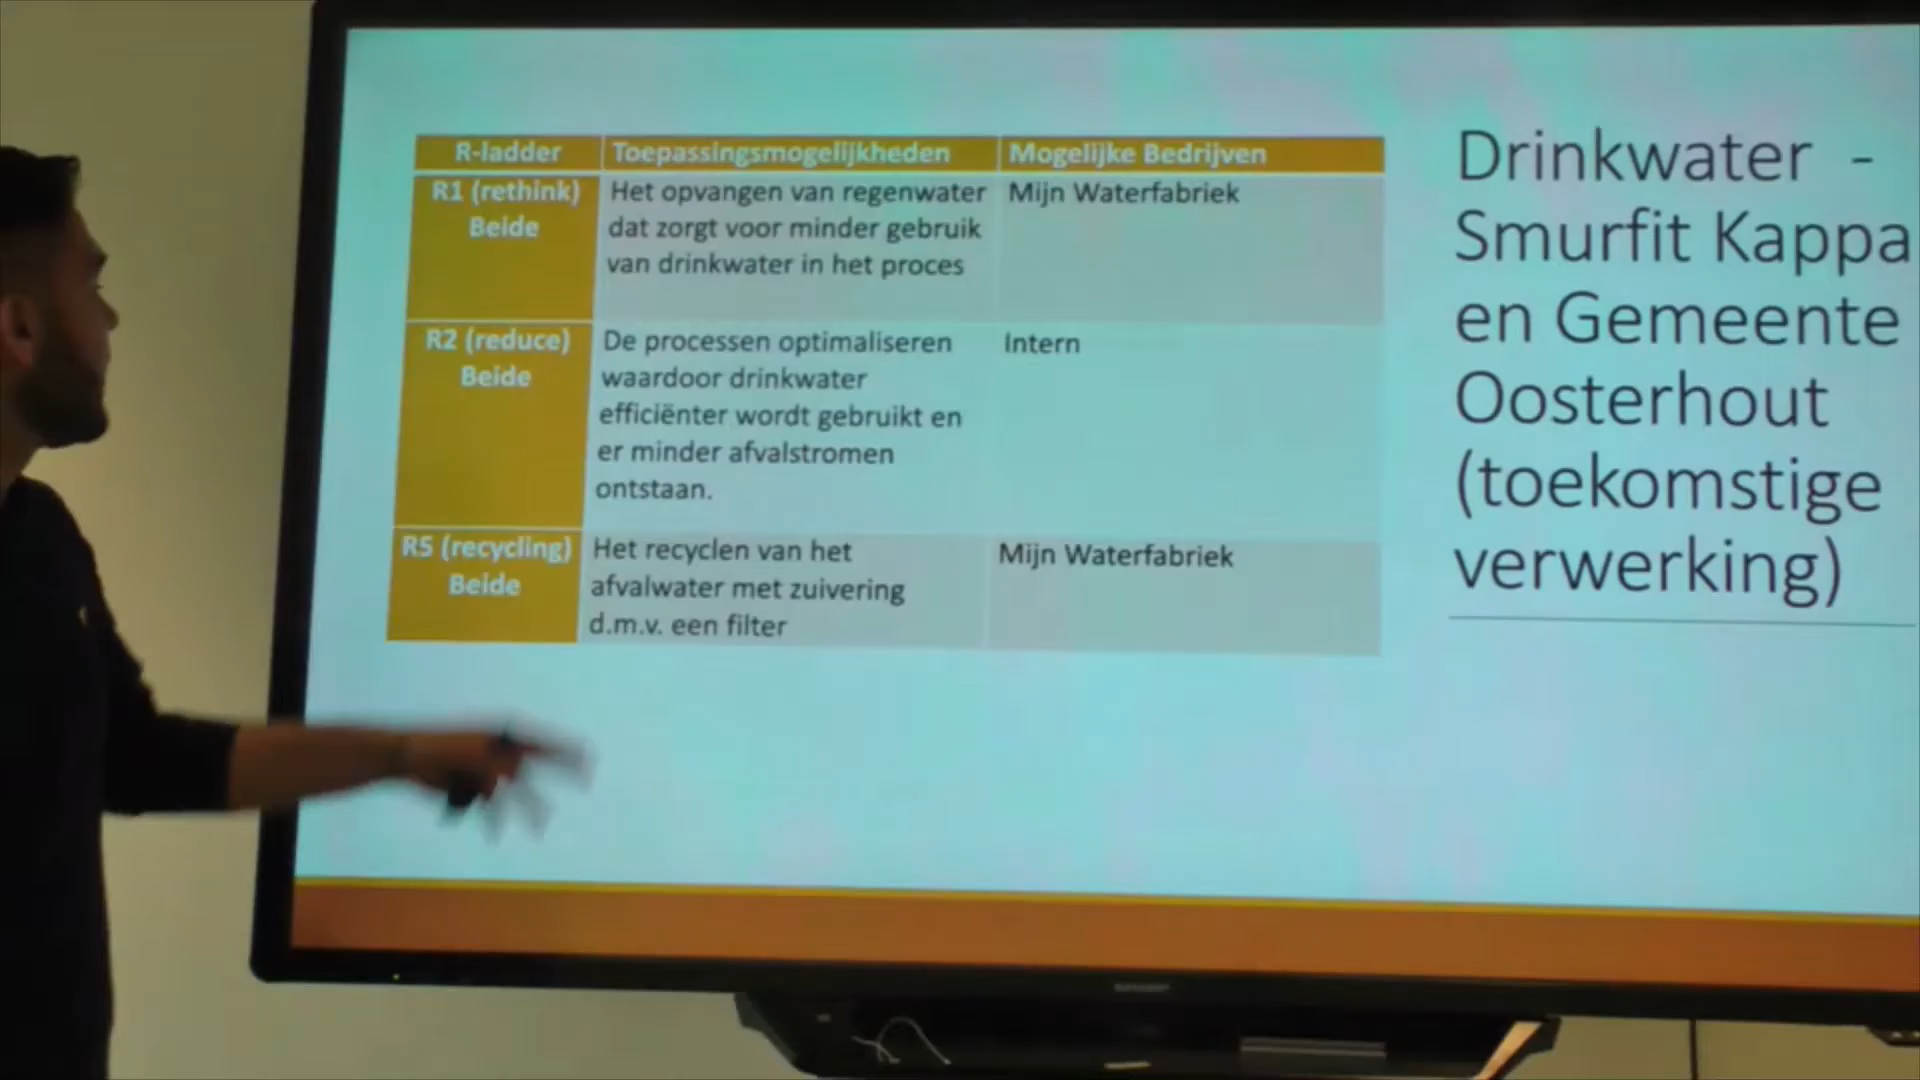 R-ladder
Toepassingsmogelijkheden
Mogelijke Bedrijven
R1 (rethink)
Beide
Het opvangen van regenwater
dat zorgt voor minder gebruik
van drinkwater in het proces
Mijn Waterfabriek
R2 (reduce)
Beide
De processen optimaliseren
waardoor drinkwater
efficiënter wordt gebruikt en
er minder afvalstromen
ontstaan.
Intern
R5 (recycling)
Beide
Het recyclen van het
afvalwater met zuivering
d.m.v. een filter
Mijn Waterfabriek
Drinkwater -
Smurfit Kappa
en Gemeente
Oosterhout
(toekomstige
verwerking)